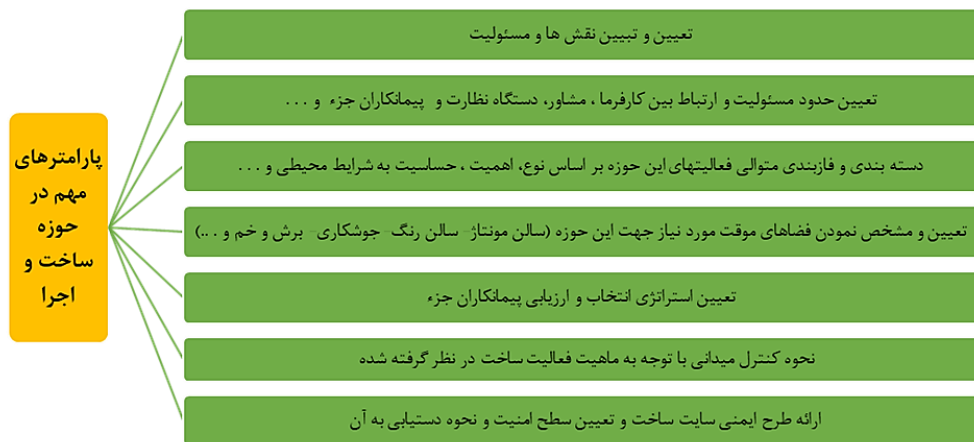 پارامترهای
مهم در
حوزه
ساخت و
اجرا
تعیین و تبیین نقش ها و مسئولیت
تعیین حدود مسئولیت و ارتباط بین کارفرما ، مشاور، دستگاه نظارت و پیمانکاران جزء و . . .
دسته بندی و فازبندی متوالی فعالیتهای این حوزه بر اساس نوع، اهمیت ، حساسیت به شرایط محیطی و . . .
تعیین و مشخص نمودن فضاهای موقت مورد نیاز جهت این حوزه (سالن مونتاژ- سالن رنگ- جوشکاری- برش و خم و . ..)
تعیین استراتژی انتخاب و ارزیابی پیمانکاران جزء
نحوه کنترل میدانی با توجه به ماهیت فعالیت ساخت در نظر گرفته شده
ارائه طرح ایمنی سایت ساخت و تعیین سطح امنیت و نحوه دستیابی به آن